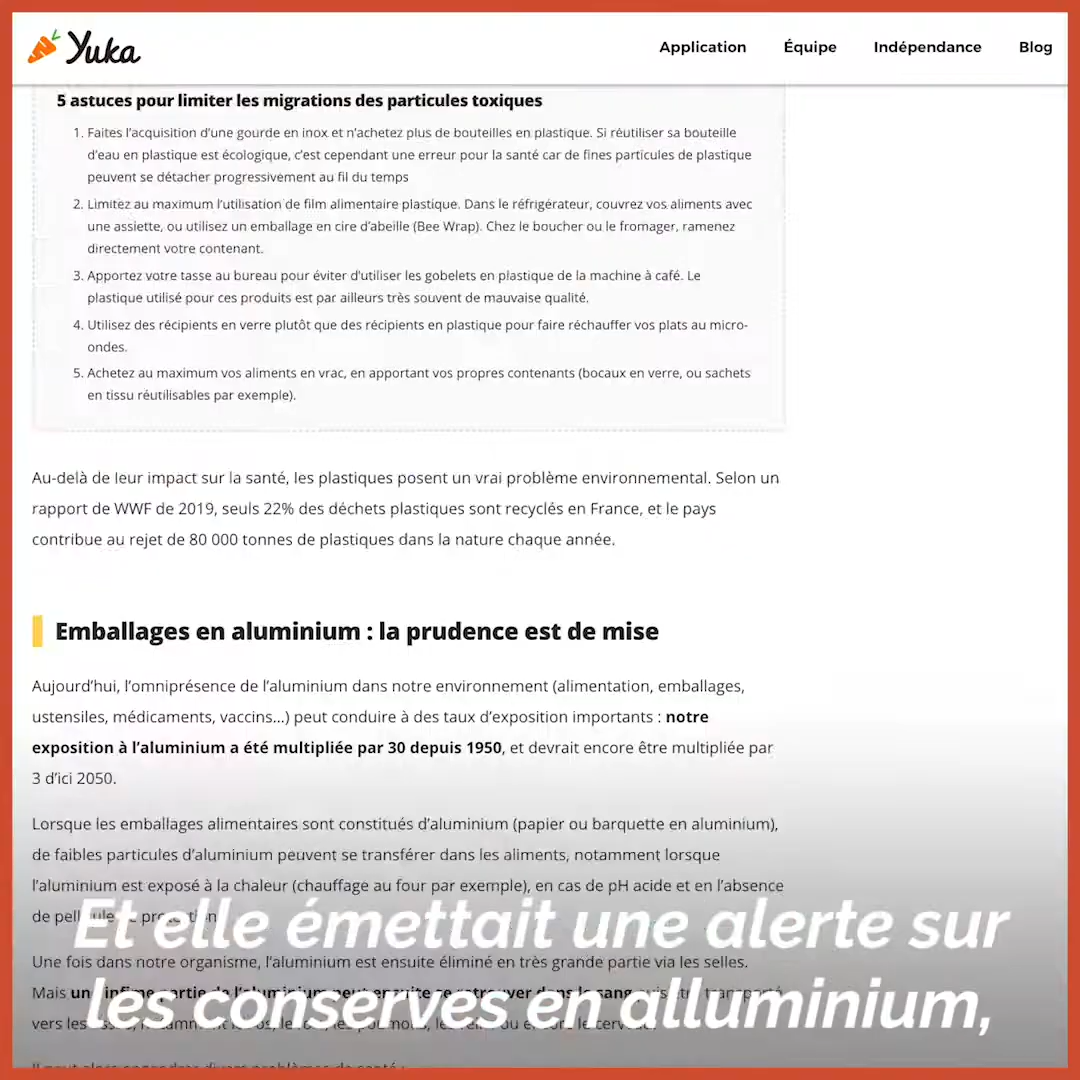 Yuka
Application Équipe Indépendance Blog
5 astuces pour limiter les migrations des particules toxiques
1. Faites l'acquisition d'une gourde en inox et n'achetez plus de bouteilles en plastique. Si réutiliser sa bouteille
d'eau en plastique est écologique, c'est cependant une erreur pour la santé car de fines particules de plastique
peuvent se détacher progressivement au fil du temps
2. Limitez au maximum l'utilisation de film alimentaire plastique. Dans le réfrigérateur, couvrez vos aliments avec
une assiette, ou utilisez un emballage en cire d'abeille (Bee Wrap). Chez le boucher ou le fromager, ramenez
directement votre contenant.
3. Apportez votre tasse au bureau pour éviter d'utiliser les gobelets en plastique de la machine à café. Le
plastique utilisé pour ces produits est par ailleurs très souvent de mauvaise qualité.
4. Utilisez des récipients en verre plutôt que des récipients en plastique pour faire réchauffer vos plats au micro-
ondes.
5. Achetez au maximum vos aliments en vrac, en apportant vos propres contenants (bocaux en verre, ou sachets
en tissu réutilisables par exemple).
Au-delà de leur impact sur la santé, les plastiques posent un vrai problème environnemental. Selon un
rapport de WWF de 2019, seuls 22% des déchets plastiques sont recyclés en France, et le pays
contribue au rejet de 80 000 tonnes de plastiques dans la nature chaque année.
Emballages en aluminium : la prudence est de mise
Aujourd'hui, l'omniprésence de l'aluminium dans notre environnement (alimentation, emballages,
ustensiles, médicaments, vaccins...) peut conduire à des taux d'exposition importants : notre
exposition à l'aluminium a été multipliée par 30 depuis 1950, et devrait encore être multipliée par
3 d'ici 2050.
Lorsque les emballages alimentaires sont constitués d'aluminium (papier ou barquette en aluminium),
de faibles particules d'aluminium peuvent se transférer dans les aliments, notamment lorsque
l'aluminium est exposé à la chaleur (chauffage au four par exemple), en cas de pH acide et en l'absence
de
Et elle émettait une alerte sur
Une fois dans notre organisme, l'aluminium est ensuite éliminé en très grande partie via les selles.
Mais
les conserves en alluminium,
vers les